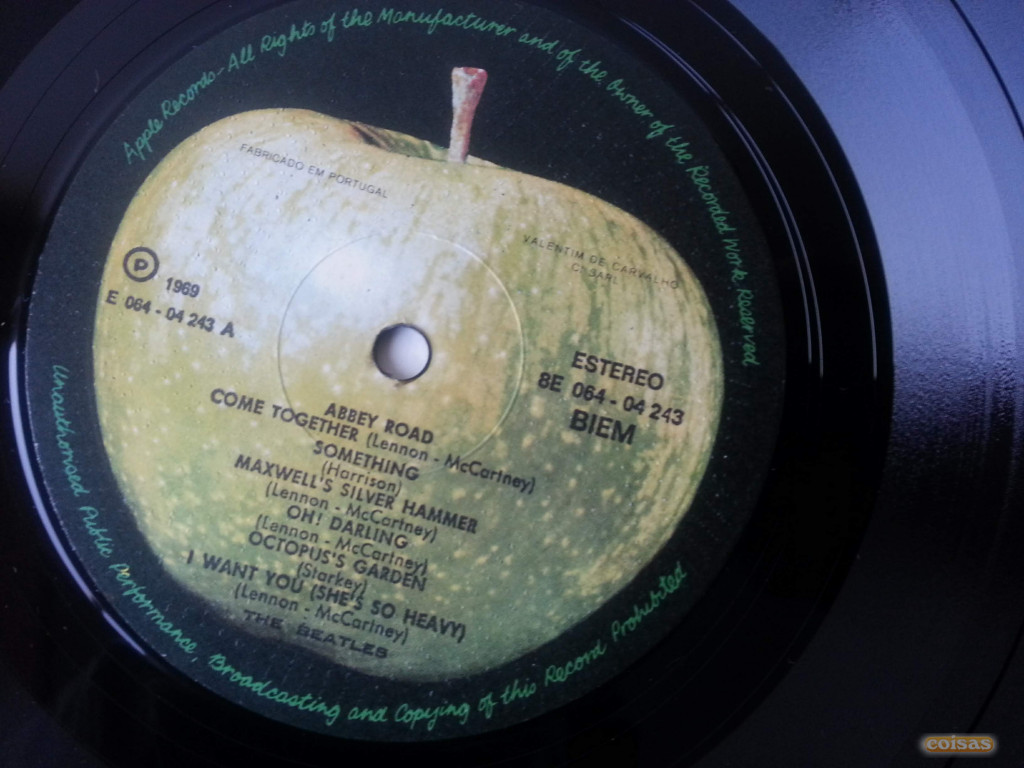 Apple Records-All Rights of the Manufacturer and of the Owner of the Recorded Work Reserved
FABRICADO EM PORTUGAL
VALENTIM DE CARVALHO
CI SARL
P 1969
E 064-04 243 A
ESTEREO
8E 064-04 243
BIEM
ABBEY ROAD
COME TOGETHER (Lennon - McCartney)
SOMETHING
(Harrison)
MAXWELL'S SILVER HAMMER
(Lennon - McCartney)
OH! DARLING
(Lennon - McCartney)
OCTOPUS'S GARDEN
(Starkey)
I WANT YOU (SHE'S SO HEAVY)
(Lennon - McCartney)
THE BEATLES
Unauthorised Public Performance, Broadcasting and Copying of this Record Prohibited
coisas